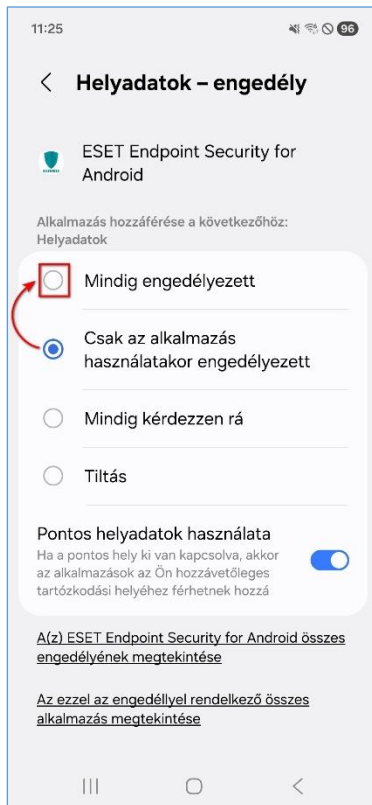 11:25
96
Helyadatok – engedély
ESET Endpoint Security for
Android
Alkalmazás hozzáférése a következőhöz:
Helyadatok
Mindig engedélyezett
Csak az alkalmazás
használatakor engedélyezett
Mindig kérdezzen rá
Tiltás
Pontos helyadatok használata
Ha a pontos hely ki van kapcsolva, akkor
az alkalmazások az Ön hozzávetőleges
tartózkodási helyéhez férhetnek hozzá
A(z) ESET Endpoint Security for Android összes
engedélyének megtekintése
Az ezzel az engedéllyel rendelkező összes
alkalmazás megtekintése